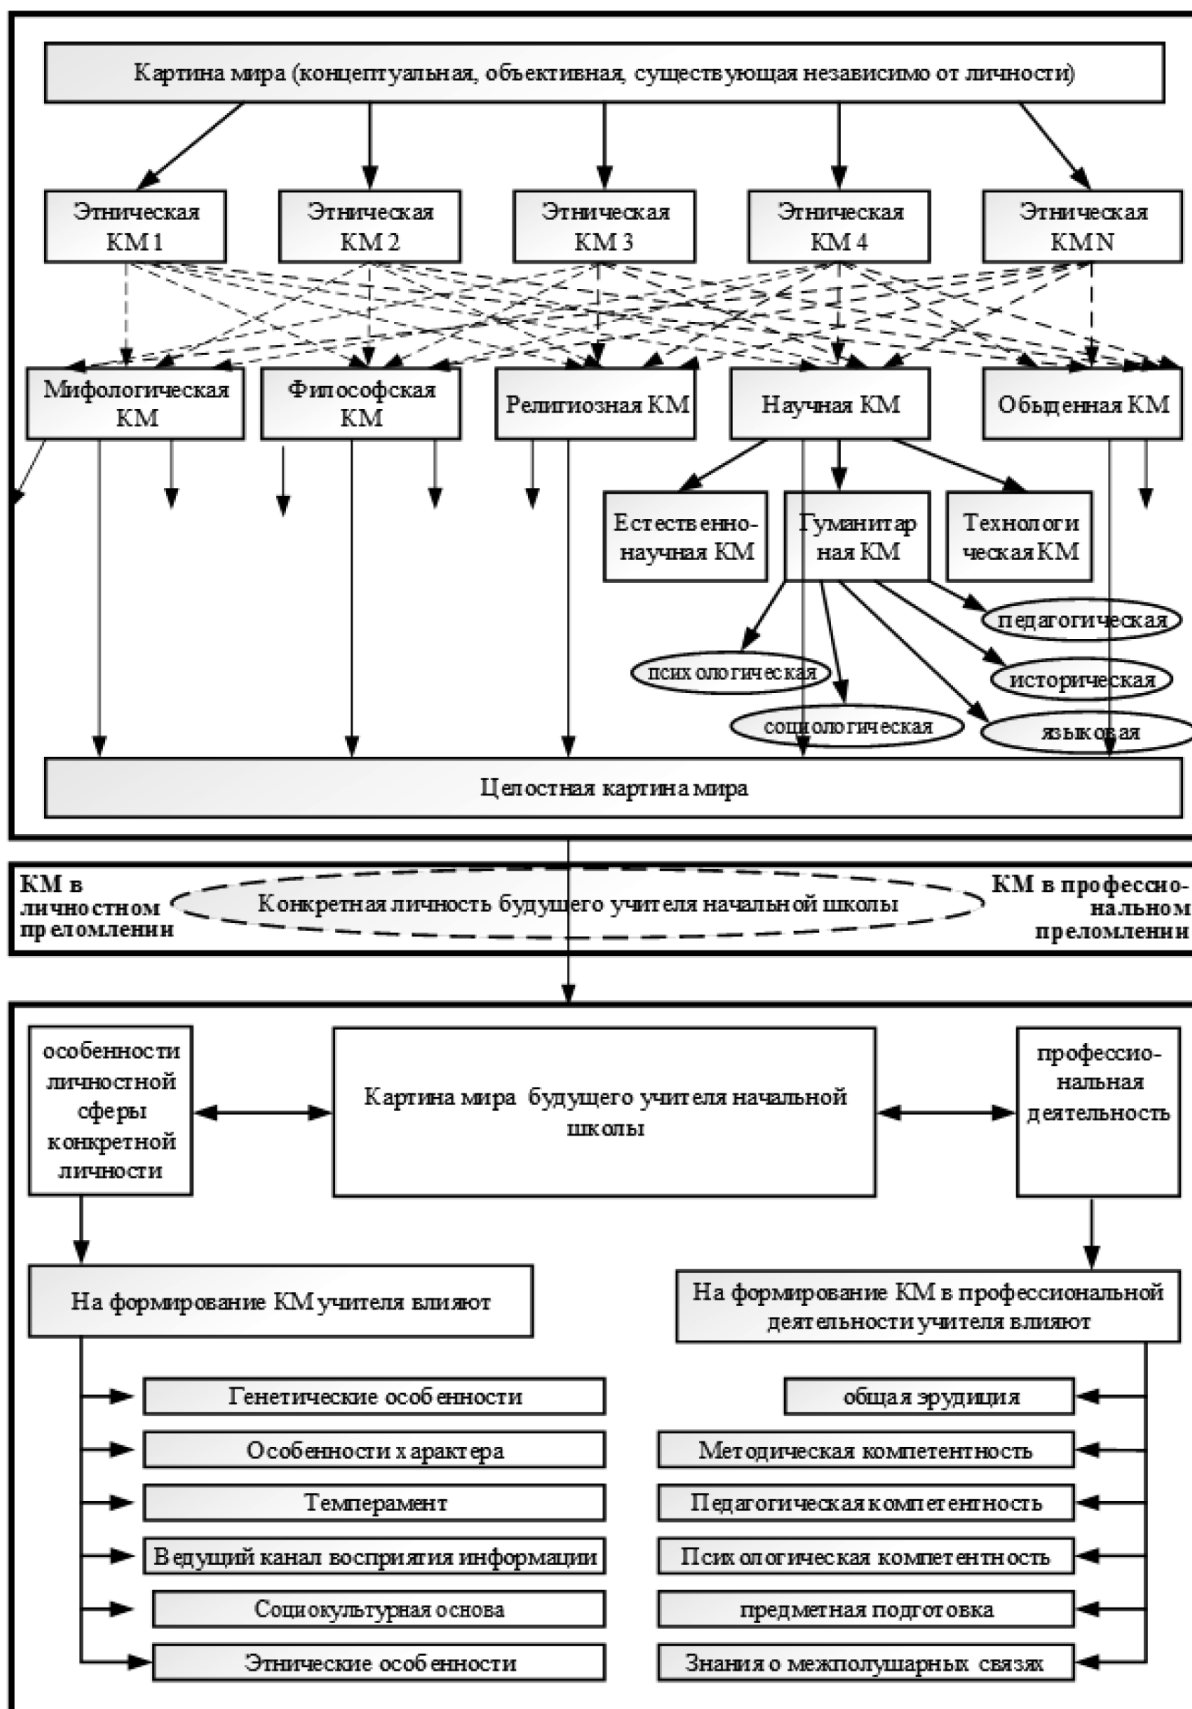 Картина мира (концептуальная, объективная, существующая независимо от личности)
Этническая
КМ 1
Этническая
КМ 2
Этническая
КМ 3
Этническая
КМ 4
Этническая
КМ N
Мифологическая
КМ
Философская
КМ
Религиозная КМ
Научная КМ
Обыденная КМ
Естественно-
научная КМ
Гуманитар
ная КМ
Технологи
ческая КМ
педагогическая
психологическая
историческая
социологическая
языковая
Целостная картина мира
КМ в
личностном
преломлении
Конкретная личность будущего учителя начальной школы
КМ в профессио-
нальном
преломлении
особенности
личностной
сферы
конкретной
личности
Картина мира будущего учителя начальной
школы
профессио-
нальная
деятельность
На формирование КМ учителя влияют
На формирование КМ в профессиональной
деятельности учителя влияют
Генетические особенности
общая эрудиция
Особенности характера
Методическая компетентность
Темперамент
Педагогическая компетентность
Ведущий канал восприятия информации
Психологическая компетентность
Социокультурная основа
предметная подготовка
Этнические особенности
Знания о межполушарных связях